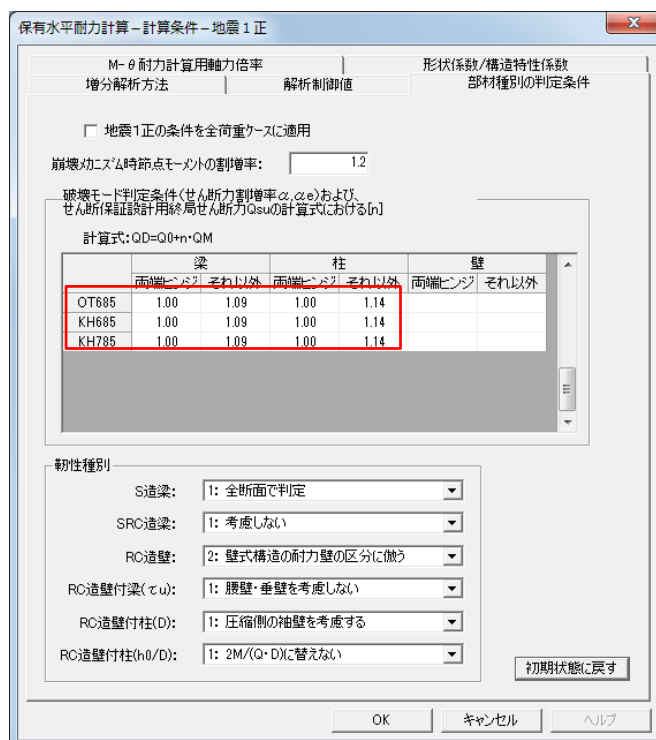 保有水平耐力計算－計算条件－地震１正
M-θ耐力計算用軸力倍率
形状係数/構造特性係数
増分解析方法
解析制御値
部材種別の判定条件
地震1正の条件を全荷重ケースに適用
崩壊メカニズム時節点モーメントの割増率：
1.2
破壊モード判定条件(せん断力割増率α,αe)および、
せん断保証設計用終局せん断力Qsuの計算式における[n]
計算式：QD=Q0+n･QM
梁 柱 壁
両端ヒンジ それ以外 両端ヒンジ それ以外 両端ヒンジ それ以外
OT685 1.00 1.09 1.00 1.14
KH685 1.00 1.09 1.00 1.14
KH785 1.00 1.09 1.00 1.14
靭性種別
S造梁： 1: 全断面で判定
SRC造梁： 1: 考慮しない
RC造壁： 2: 壁式構造の耐力壁の区分に倣う
RC造壁付梁(τu)： 1: 腰壁・垂壁を考慮しない
RC造壁付柱(D)： 1: 圧縮側の袖壁を考慮する
RC造壁付柱(h0/D)： 1: 2M/(Q･D)に替えない
初期状態に戻す
OK キャンセル ヘルプ